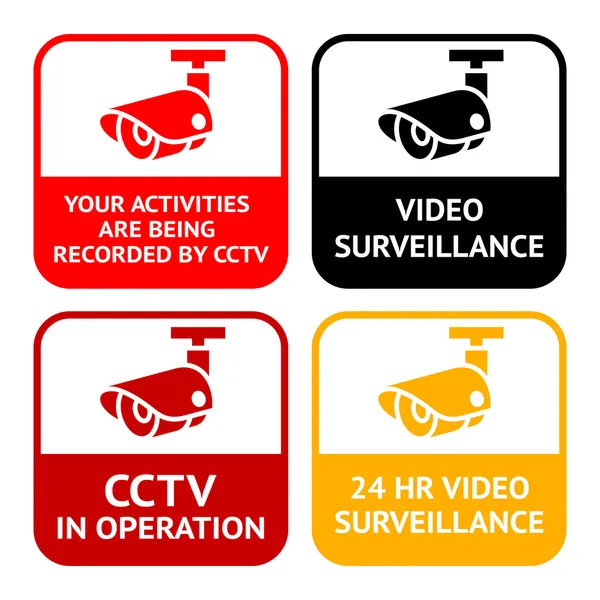 YOUR ACTIVITIES
ARE BEING
RECORDED BY CCTV
VIDEO
SURVEILLANCE
CCTV
IN OPERATION
24 HR VIDEO
SURVEILLANCE